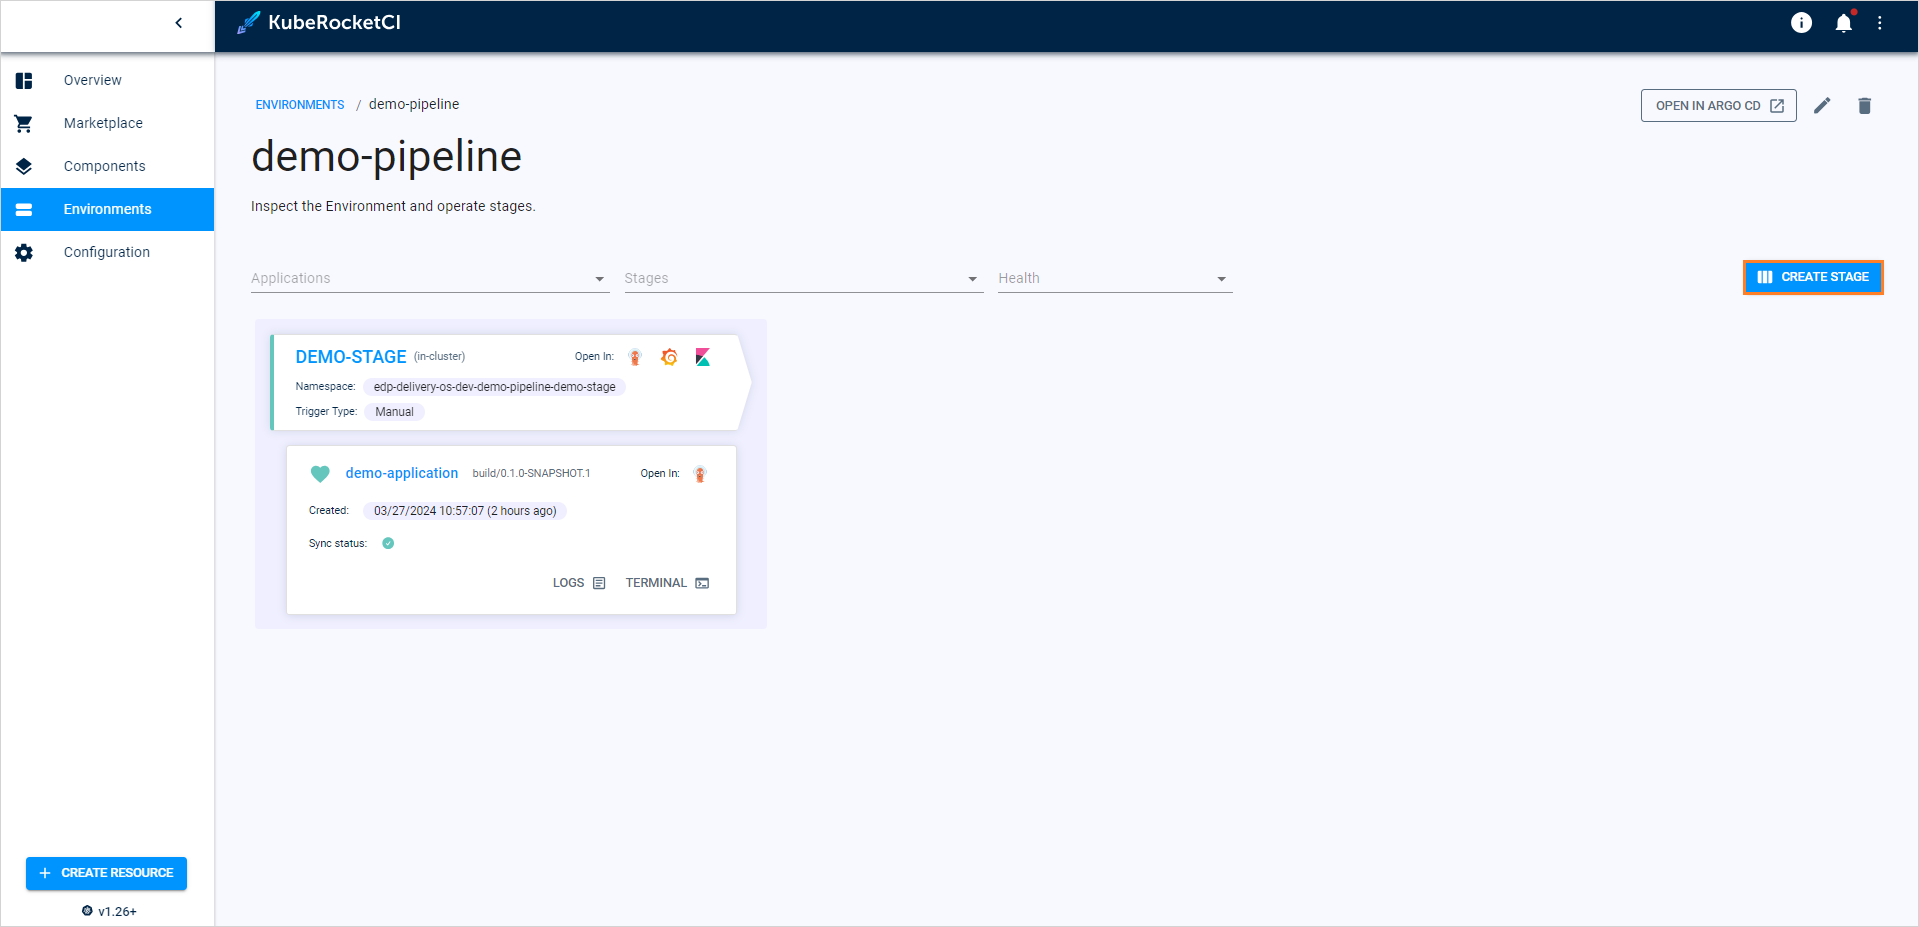 KubeRocketCI
Overview
Marketplace
Components
Environments
Configuration
CREATE RESOURCE
v1.26+
ENVIRONMENTS / demo-pipeline
OPEN IN ARGO CD
demo-pipeline
Inspect the Environment and operate stages.
Applications
Stages
Health
CREATE STAGE
DEMO-STAGE (in-cluster) Open In:
Namespace: edp-delivery-os-dev-demo-pipeline-demo-stage
Trigger Type: Manual
demo-application build/0.1.0-SNAPSHOT.1 Open In:
Created: 03/27/2024 10:57:07 (2 hours ago)
Sync status:
LOGS TERMINAL